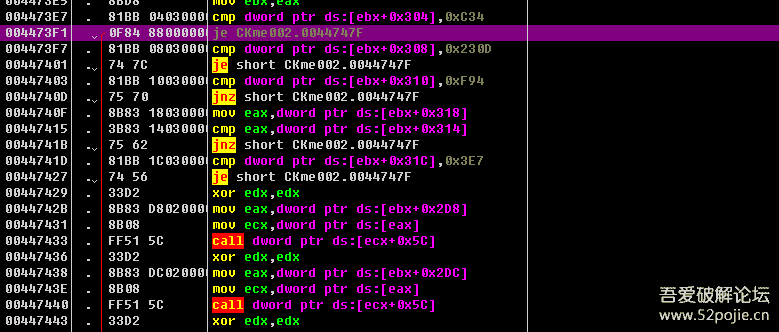 004473E5 . 8BD8 mov ebx,eax
004473E7 . 81BB 04030000 cmp dword ptr ds:[ebx+0x304],0xC34
004473F1 . 0F84 88000000 je CKme002.0044747F
004473F7 . 81BB 08030000 cmp dword ptr ds:[ebx+0x308],0x230D
00447401 . 74 7C je short CKme002.0044747F
00447403 . 81BB 10030000 cmp dword ptr ds:[ebx+0x310],0xF94
0044740D . 75 70 jnz short CKme002.0044747F
0044740F . 8B83 18030000 mov eax,dword ptr ds:[ebx+0x318]
00447415 . 3B83 14030000 cmp eax,dword ptr ds:[ebx+0x314]
0044741B . 75 62 jnz short CKme002.0044747F
0044741D . 81BB 1C030000 cmp dword ptr ds:[ebx+0x31C],0x3E7
00447427 . 74 56 je short CKme002.0044747F
00447429 . 33D2 xor edx,edx
0044742B . 8B83 D8020000 mov eax,dword ptr ds:[ebx+0x2D8]
00447431 . 8B08 mov ecx,dword ptr ds:[eax]
00447433 . FF51 5C call dword ptr ds:[ecx+0x5C]
00447436 . 33D2 xor edx,edx
00447438 . 8B83 DC020000 mov eax,dword ptr ds:[ebx+0x2DC]
0044743E . 8B08 mov ecx,dword ptr ds:[eax]
00447440 . FF51 5C call dword ptr ds:[ecx+0x5C]
00447443 . 33D2 xor edx,edx
吾爱破解论坛
www.52pojie.cn